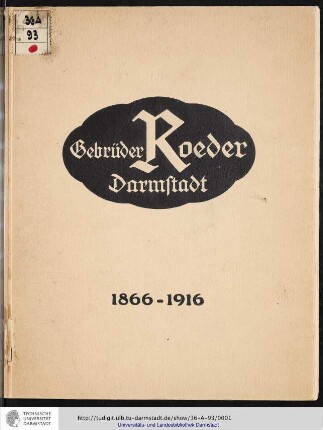 36A
93
Gebrüder Roeder
Darmstadt
1866-1916
TECHNISCHE
UNIVERSITÄT
DARMSTADT
http://tudigit.ulb.tu-darmstadt.de/show/36-A-93/0001
Universitäts- und Landesbibliothek Darmstadt